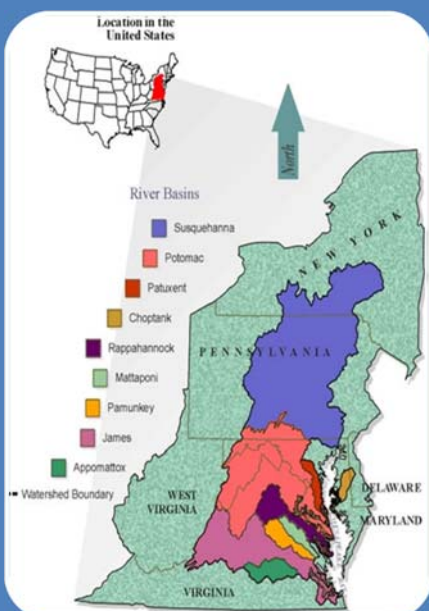 Location in the
United States
North
River Basins
Susquehanna
Potomac
Patuxent
Choptank
Rappahannock
Mattaponi
Pamunkey
James
Appomattox
Watershed Boundary
NEW YORK
PENNSYLVANIA
WEST
VIRGINIA
DELAWARE
MARYLAND
VIRGINIA